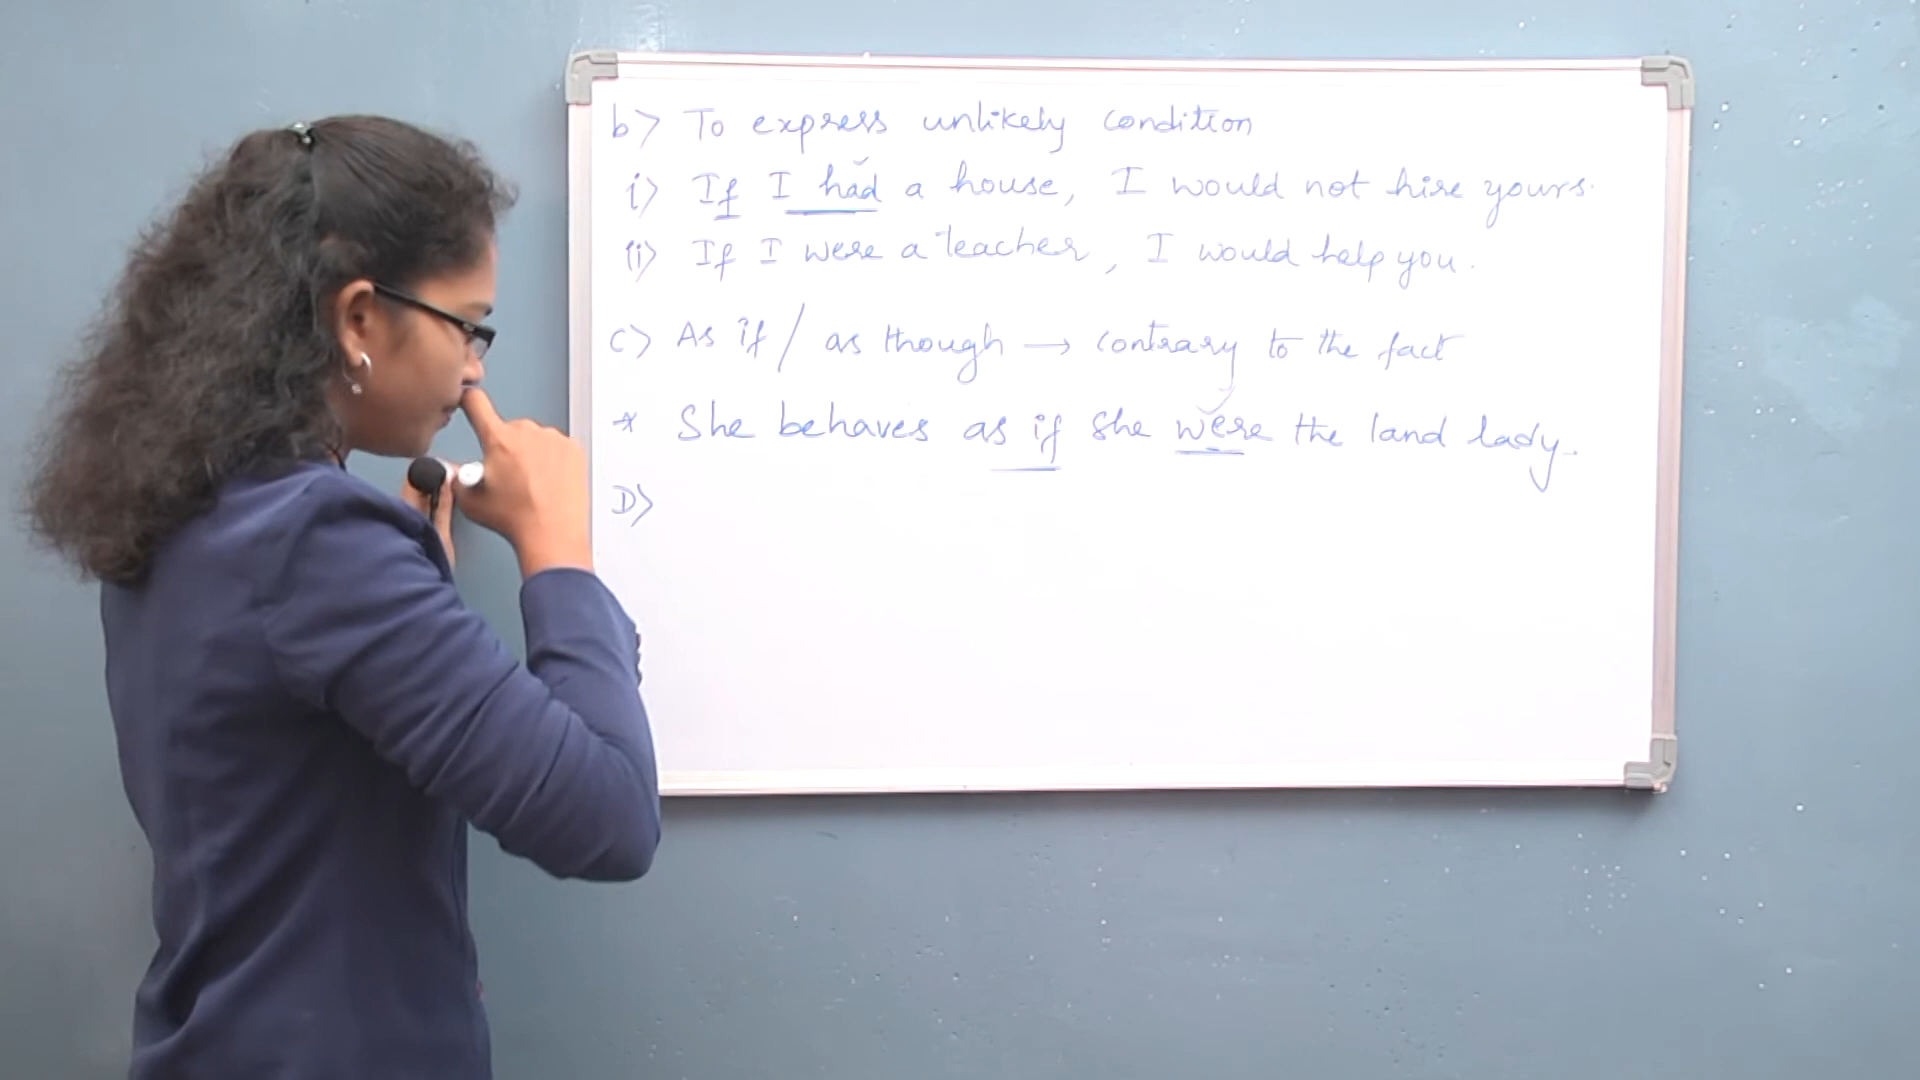 b> To express unlikely condition
i> If I had a house, I would not hire yours.
ii> If I were a teacher, I would help you.
c> As if / as though → contrary to the fact
* She behaves as if she were the land lady.
D>